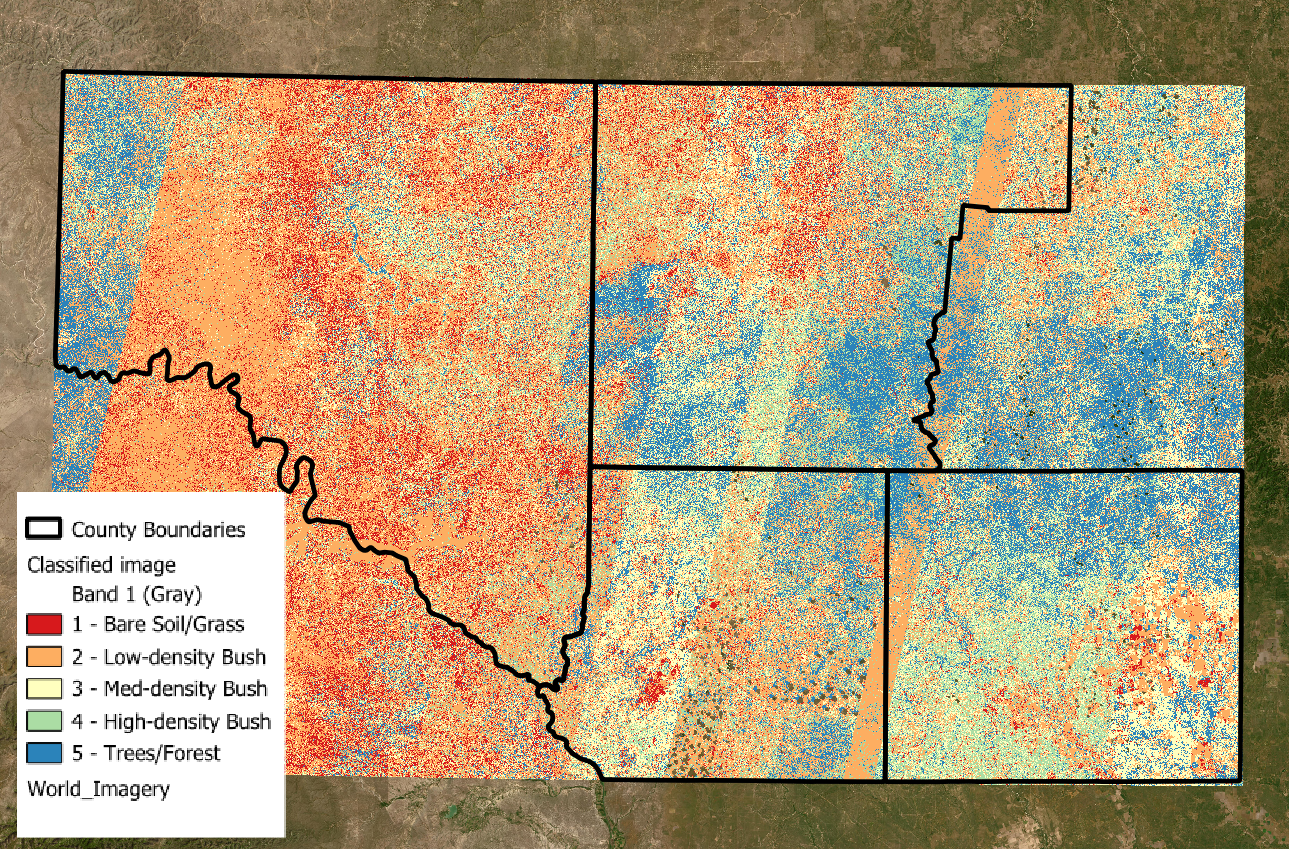 County Boundaries
Classified image
Band 1 (Gray)
1 - Bare Soil/Grass
2 - Low-density Bush
3 - Med-density Bush
4 - High-density Bush
5 - Trees/Forest
World_Imagery